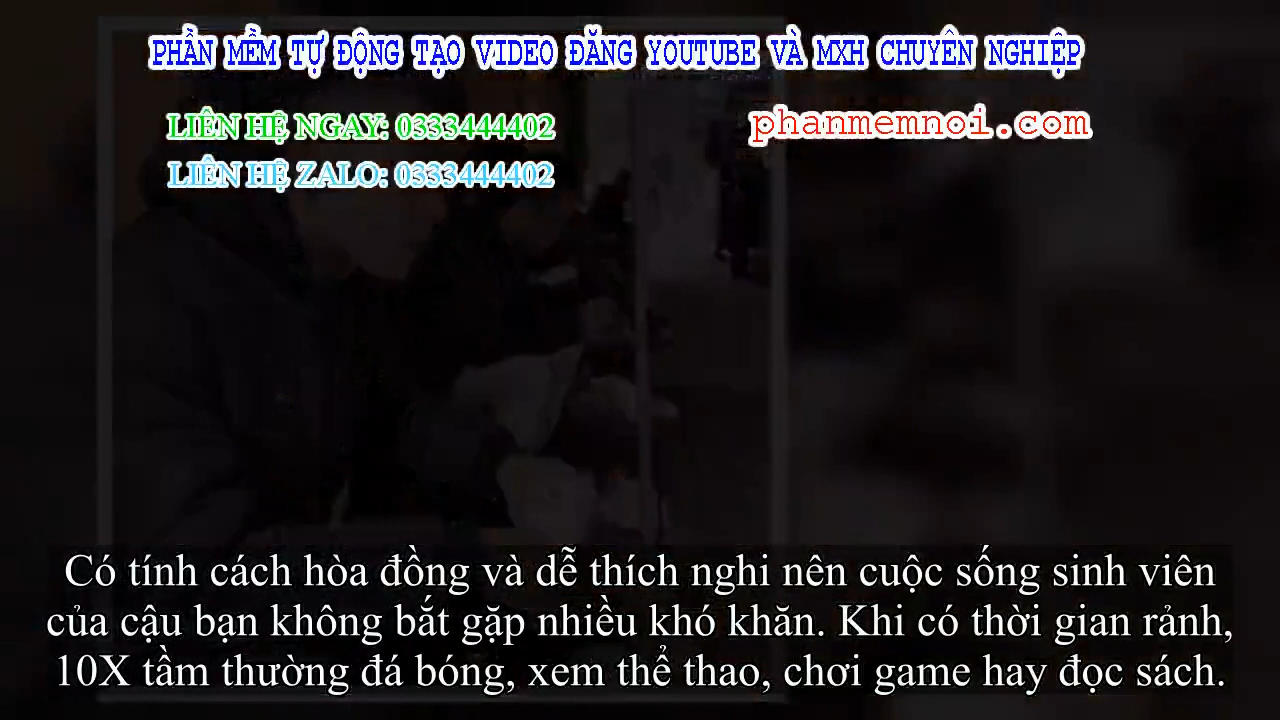 PHẦN MỀM TỰ ĐỘNG TẠO VIDEO ĐĂNG YOUTUBE VÀ MXH CHUYÊN NGHIỆP
LIÊN HỆ NGAY: 0333444402
phanmemnoi.com
LIÊN HỆ ZALO: 0333444402
Có tính cách hòa đồng và dễ thích nghi nên cuộc sống sinh viên
của cậu bạn không bắt gặp nhiều khó khăn. Khi có thời gian rảnh,
10X tầm thường đá bóng, xem thể thao, chơi game hay đọc sách.